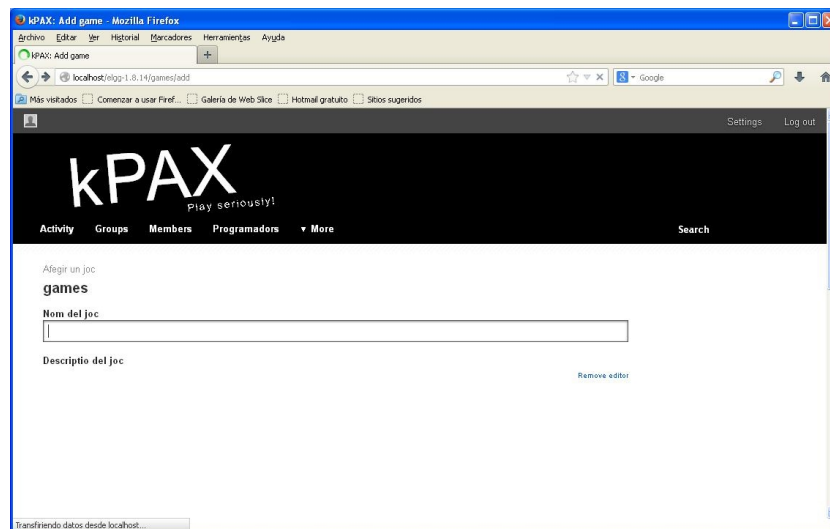 kPAX: Add game - Mozilla Firefox
Archivo Editar Ver Historial Marcadores Herramientas Ayuda
kPAX: Add game +
localhost/elgg-1.8.14/games/add Google
Más visitados Comenzar a usar Firef... Galería de Web Slice Hotmail gratuito Sitios sugeridos
Settings Log out
kPAX
Play seriously!
Activity Groups Members Programadors ▾ More Search
Afegir un joc
games
Nom del joc
Descriptio del joc
Remove editor
Transfiriendo datos desde localhost...